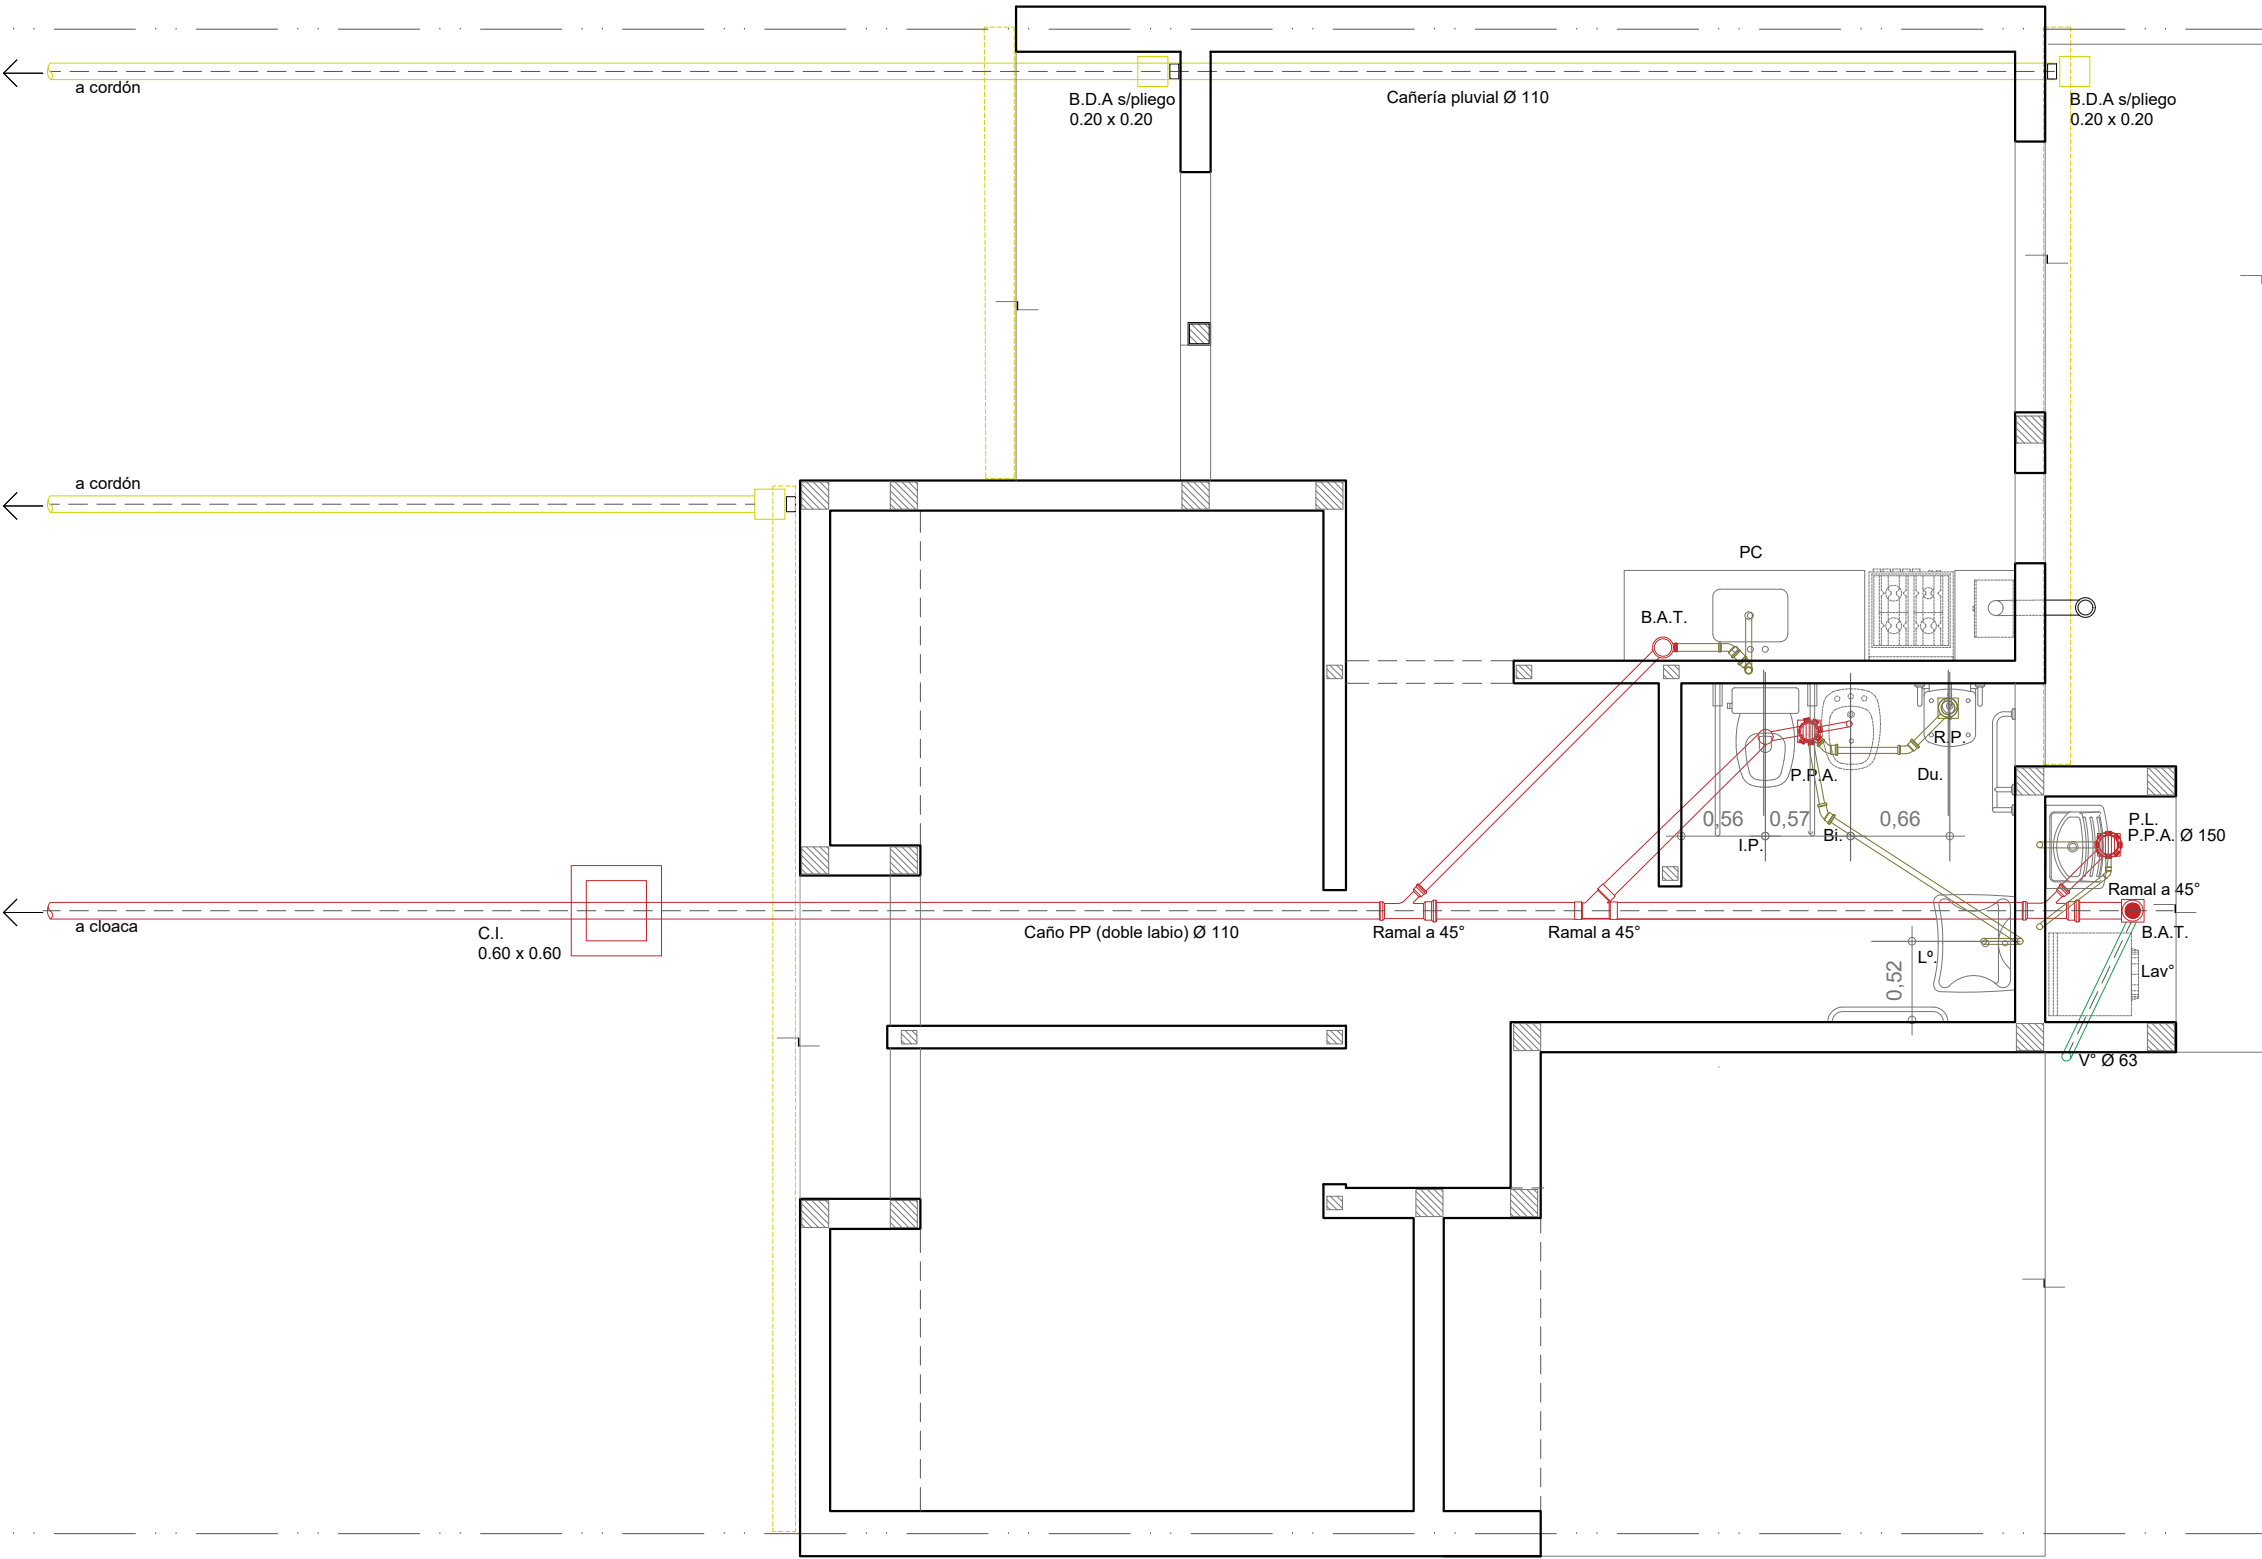 a cordón
B.D.A s/pliego
0.20 x 0.20
Cañería pluvial Ø 110
B.D.A s/pliego
0.20 x 0.20
a cordón
PC
B.A.T.
R.P.
P.P.A.
Du.
0,56
0,57
0,66
Bi.
I.P.
P.L.
P.P.A. Ø 150
Ramal a 45°
a cloaca
C.I.
0.60 x 0.60
Caño PP (doble labio) Ø 110
Ramal a 45°
Ramal a 45°
B.A.T.
Lº.
0,52
Lav°
V° Ø 63